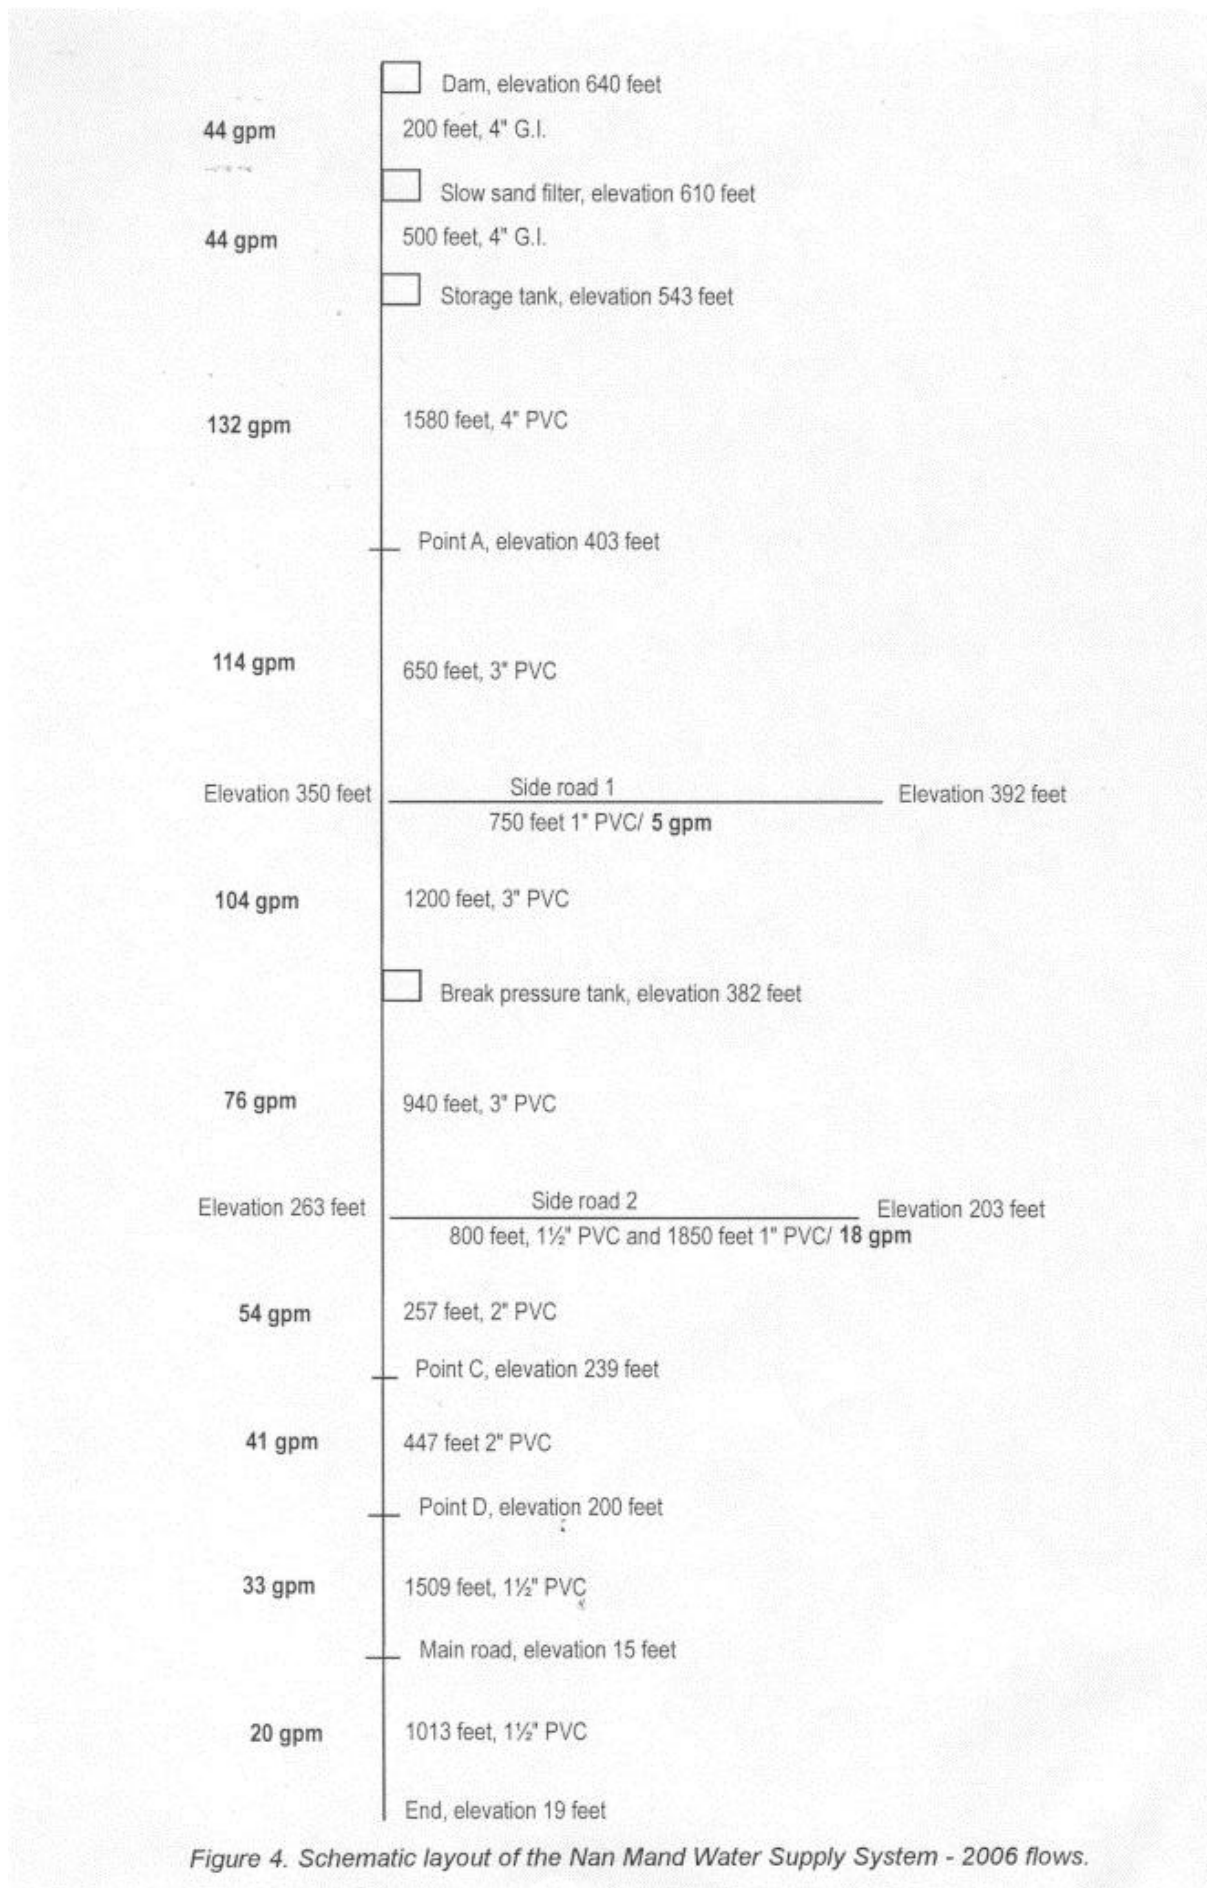 Dam, elevation 640 feet
44 gpm 200 feet, 4" G.I.
Slow sand filter, elevation 610 feet
44 gpm 500 feet, 4" G.I.
Storage tank, elevation 543 feet
132 gpm 1580 feet, 4" PVC
Point A, elevation 403 feet
114 gpm 650 feet, 3" PVC
Elevation 350 feet Side road 1 Elevation 392 feet
750 feet 1" PVC/ 5 gpm
104 gpm 1200 feet, 3" PVC
Break pressure tank, elevation 382 feet
76 gpm 940 feet, 3" PVC
Elevation 263 feet Side road 2 Elevation 203 feet
800 feet, 1½" PVC and 1850 feet 1" PVC/ 18 gpm
54 gpm 257 feet, 2" PVC
Point C, elevation 239 feet
41 gpm 447 feet 2" PVC
Point D, elevation 200 feet
33 gpm 1509 feet, 1½" PVC
Main road, elevation 15 feet
20 gpm 1013 feet, 1½" PVC
End, elevation 19 feet
Figure 4. Schematic layout of the Nan Mand Water Supply System - 2006 flows.